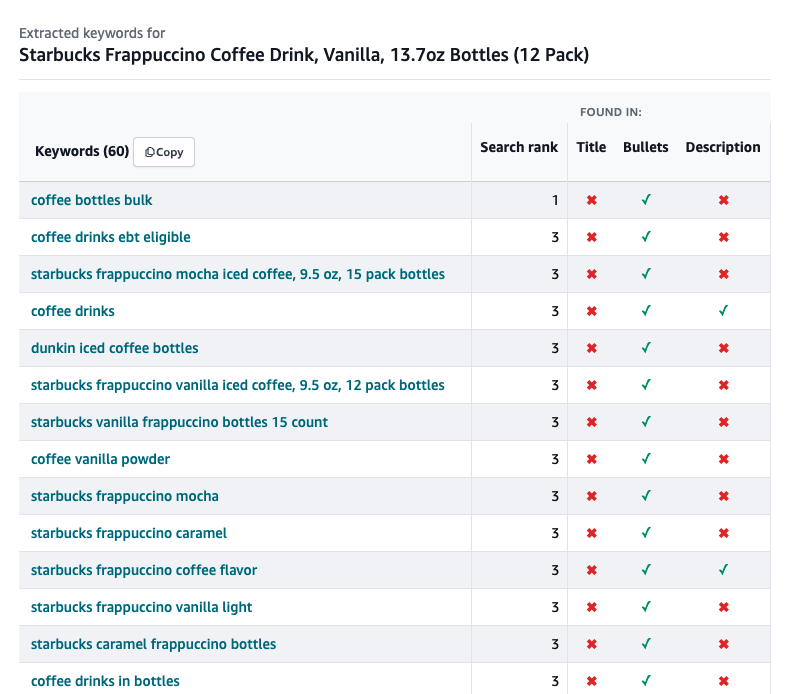 Extracted keywords for
Starbucks Frappuccino Coffee Drink, Vanilla, 13.7oz Bottles (12 Pack)
FOUND IN:
Keywords (60) Copy Search rank Title Bullets Description
coffee bottles bulk 1 ✖ ✓ ✖
coffee drinks ebt eligible 3 ✖ ✓ ✖
starbucks frappuccino mocha iced coffee, 9.5 oz, 15 pack bottles 3 ✖ ✓ ✖
coffee drinks 3 ✖ ✓ ✓
dunkin iced coffee bottles 3 ✖ ✓ ✖
starbucks frappuccino vanilla iced coffee, 9.5 oz, 12 pack bottles 3 ✖ ✓ ✖
starbucks vanilla frappuccino bottles 15 count 3 ✖ ✓ ✖
coffee vanilla powder 3 ✖ ✓ ✖
starbucks frappuccino mocha 3 ✖ ✓ ✖
starbucks frappuccino caramel 3 ✖ ✓ ✖
starbucks frappuccino coffee flavor 3 ✖ ✓ ✓
starbucks frappuccino vanilla light 3 ✖ ✓ ✖
starbucks caramel frappuccino bottles 3 ✖ ✓ ✖
coffee drinks in bottles 3 ✖ ✓ ✖